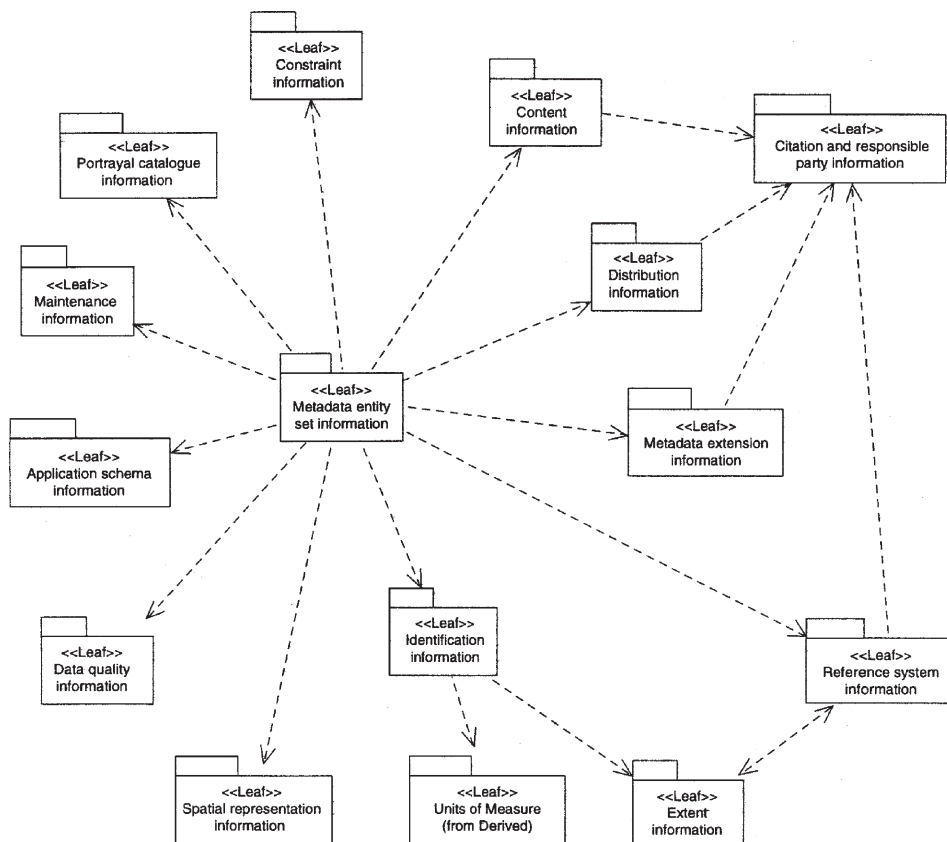 <<Leaf>>
Constraint
information
<<Leaf>>
Content
information
<<Leaf>>
Citation and responsible
party information
<<Leaf>>
Portrayal catalogue
information
<<Leaf>>
Distribution
information
<<Leaf>>
Maintenance
information
<<Leaf>>
Metadada entity
set information
<<Leaf>>
Metadata extension
information
<<Leaf>>
Application schema
information
<<Leaf>>
Identification
information
<<Leaf>>
Data quality
information
<<Leaf>>
Reference system
information
<<Leaf>>
Spatial representation
information
<<Leaf>>
Units of Measure
(from Derived)
<<Leaf>>
Extent
information